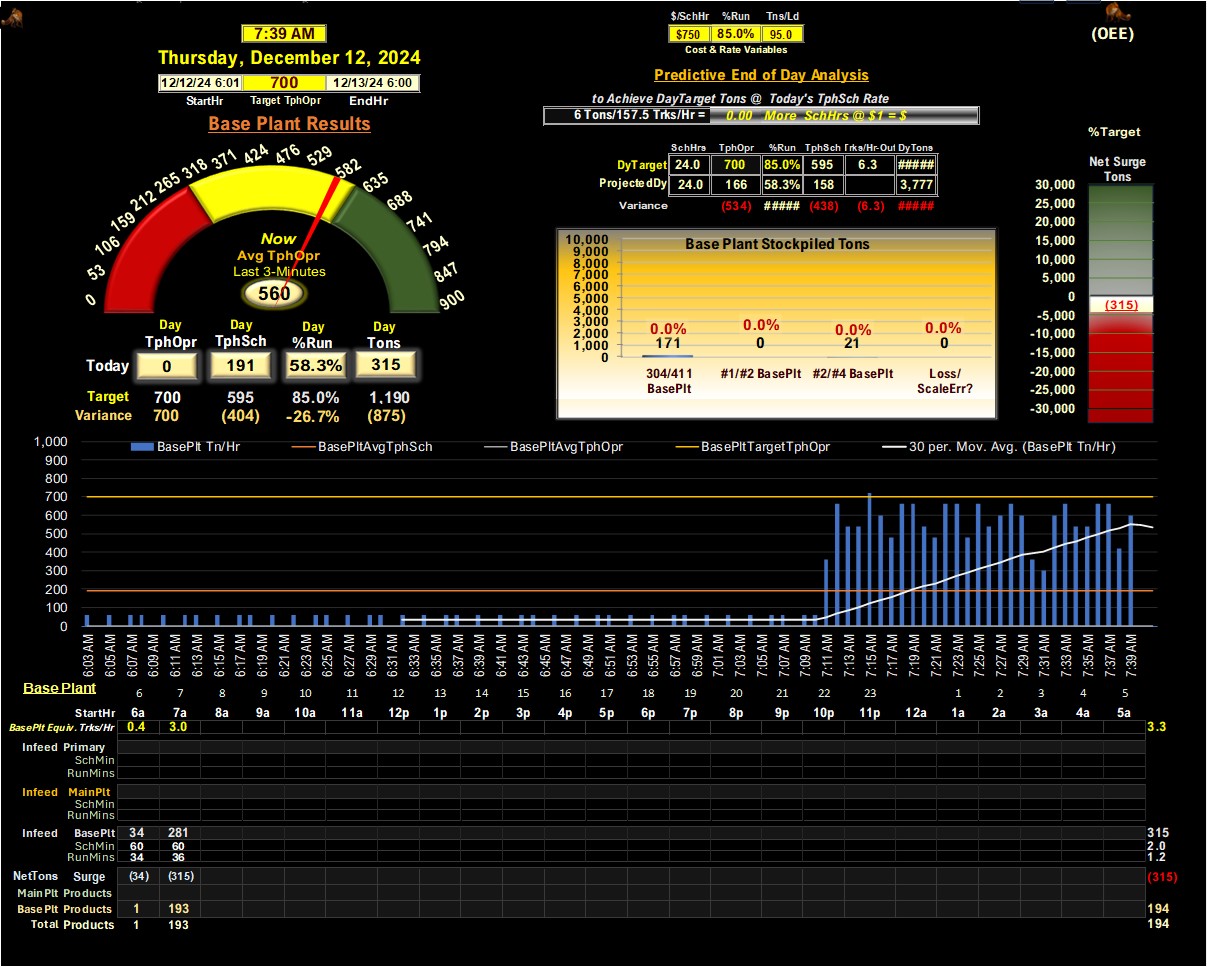 7:39 AM
Thursday, December 12, 2024
12/12/24 6:01 700 12/13/24 6:00
StartHr Target TphOpr EndHr
Base Plant Results
0 53 106 159 212 265 318 371 424 476 529 582 635 688 741 794 847 900
Now
Avg TphOpr
Last 3-Minutes
560
Day Day Day Day
TphOpr TphSch %Run Tons
Today 0 191 58.3% 315
Target 700 595 85.0% 1,190
Variance 700 (404) -26.7% (875)
$/SchHr %Run Tns/Ld
$750 85.0% 95.0
Cost & Rate Variables
Predictive End of Day Analysis
to Achieve DayTarget Tons @ Today's TphSch Rate
6 Tons/157.5 Trks/Hr = 0.00 More SchHrs @ $1 = $
SchHrs TphOpr %Run TphSch Trks/Hr-Out DyTons
DyTarget 24.0 700 85.0% 595 6.3 #####
ProjectedDy 24.0 166 58.3% 158 3,777
Variance (534) ##### (438) (6.3) #####
Base Plant Stockpiled Tons
10,000
9,000
8,000
7,000
6,000
5,000
4,000
3,000
2,000
1,000
0
0.0% 0.0% 0.0% 0.0%
171 0 21 0
304/411 BasePlt
#1/#2 BasePlt
#2/#4 BasePlt
Loss/ ScaleErr?
(OEE)
%Target
Net Surge
Tons
30,000
25,000
20,000
15,000
10,000
5,000
0
(315)
-5,000
-10,000
-15,000
-20,000
-25,000
-30,000
BasePlt Tn/Hr BasePltAvgTphSch BasePltAvgTphOpr BasePltTargetTphOpr 30 per. Mov. Avg. (BasePlt Tn/Hr)
1,000
900
800
700
600
500
400
300
200
100
0
6:03 AM 6:05 AM 6:07 AM 6:09 AM 6:11 AM 6:13 AM 6:15 AM 6:17 AM 6:19 AM 6:21 AM 6:23 AM 6:25 AM 6:27 AM 6:29 AM 6:31 AM 6:33 AM 6:35 AM 6:37 AM 6:39 AM 6:41 AM 6:43 AM 6:45 AM 6:47 AM 6:49 AM 6:51 AM 6:53 AM 6:55 AM 6:57 AM 6:59 AM 7:01 AM 7:03 AM 7:05 AM 7:07 AM 7:09 AM 7:11 AM 7:13 AM 7:15 AM 7:17 AM 7:19 AM 7:21 AM 7:23 AM 7:25 AM 7:27 AM 7:29 AM 7:31 AM 7:33 AM 7:35 AM 7:37 AM 7:39 AM
Base Plant 6 7 8 9 10 11 12 13 14 15 16 17 18 19 20 21 22 23 1 2 3 4 5
StartHr 6a 7a 8a 9a 10a 11a 12p 1p 2p 3p 4p 5p 6p 7p 8p 9p 10p 11p 12a 1a 2a 3a 4a 5a
BasePlt Equiv. Trks/Hr 0.4 3.0 3.3
Infeed Primary
SchMin
RunMins
Infeed MainPlt
SchMin
RunMins
Infeed BasePlt 34 281 315
SchMin 60 60 2.0
RunMins 34 36 1.2
NetTons Surge (34) (315) (315)
MainPlt Products
BasePlt Products 1 193 194
Total Products 1 193 194